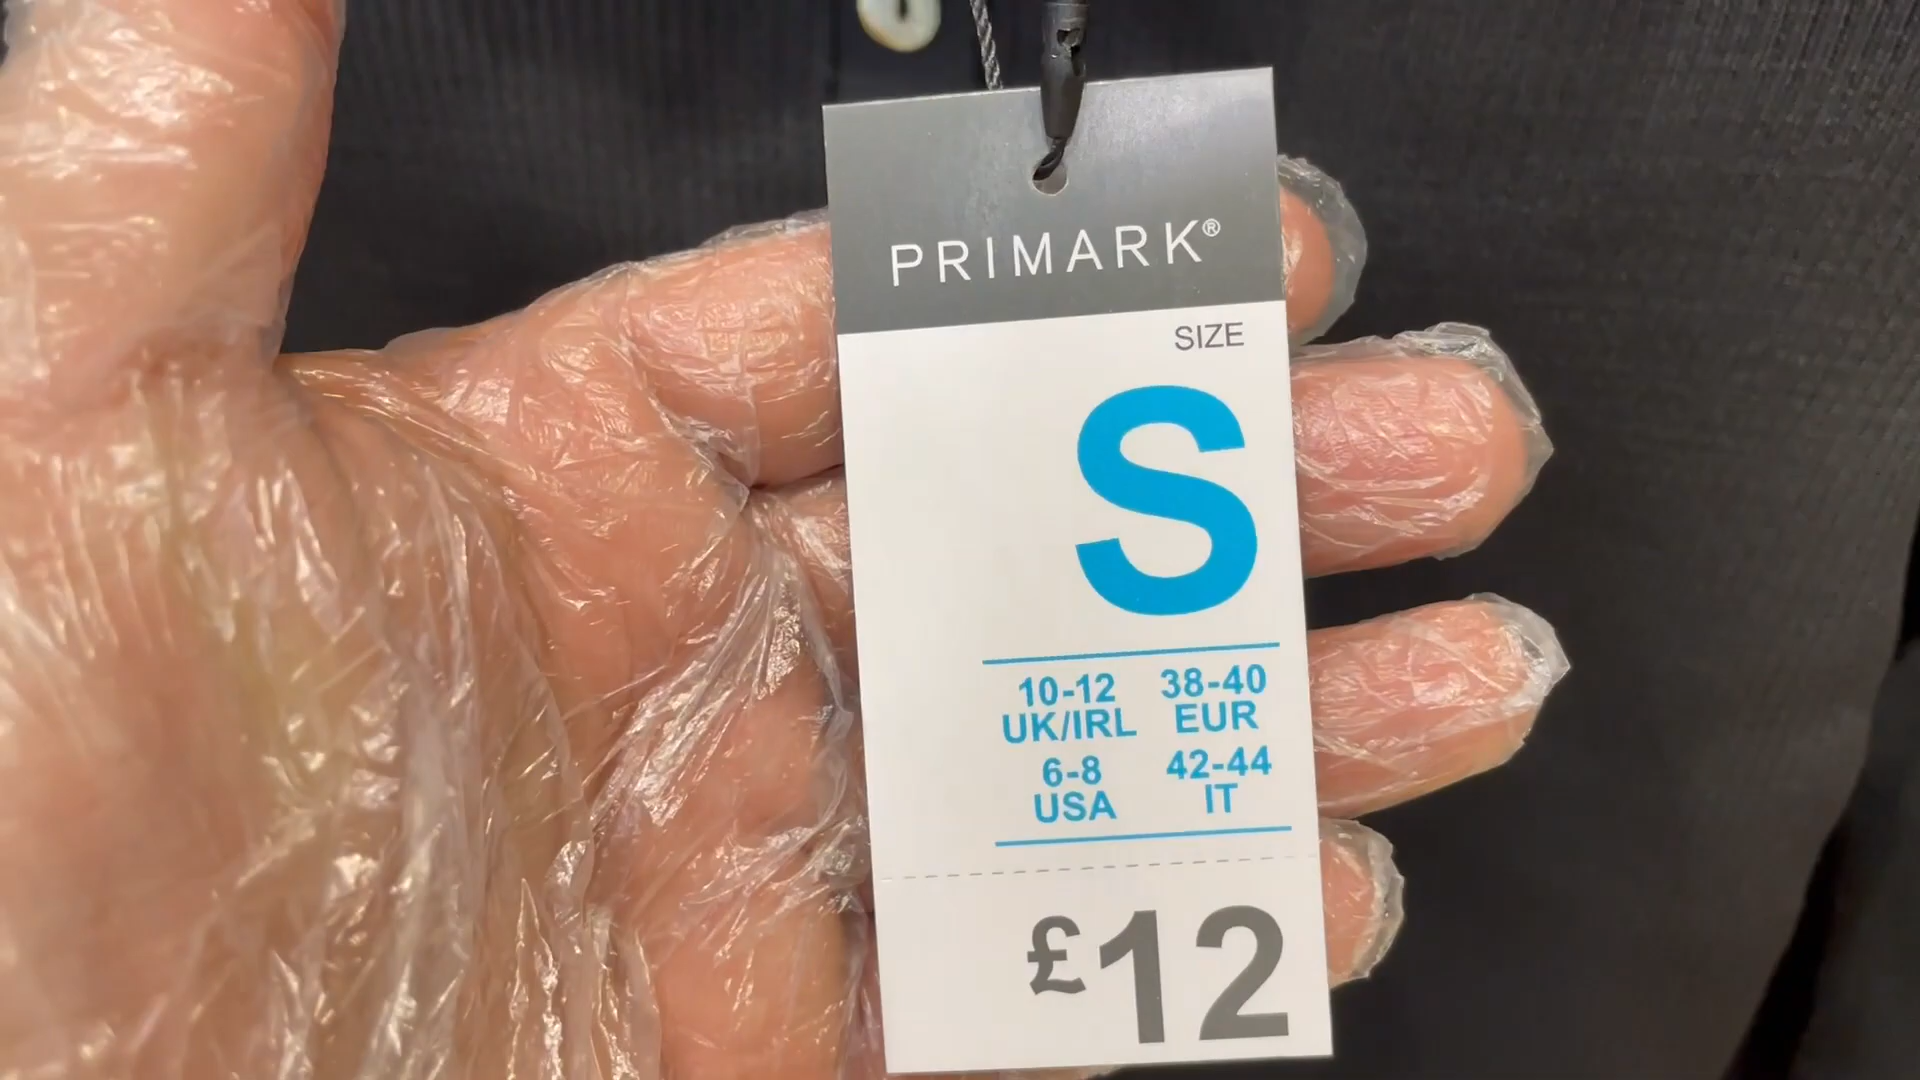 PRIMARK®
SIZE
S
10-12 38-40
UK/IRL EUR
6-8 42-44
USA IT
£12